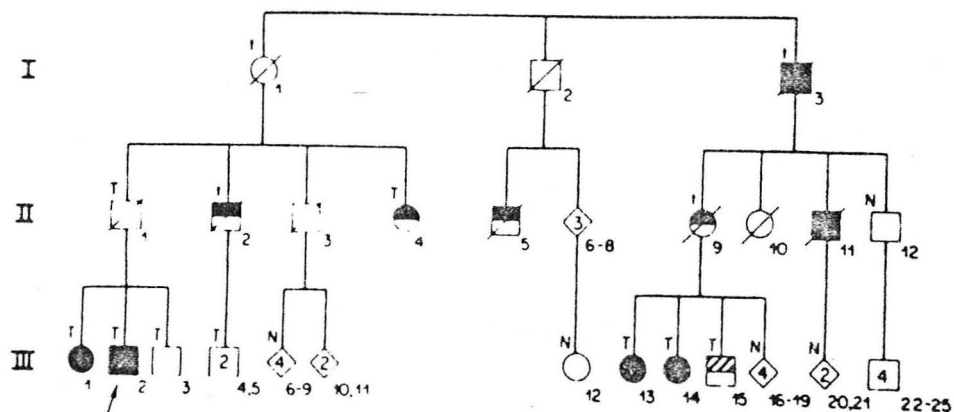 t t
I 1 2 3
T t T t N
II 1 2 3 4 5 3 6-8 9 10 11 12
T T T T N N T T T N N
III 1 2 3 2 4,5 4 6-9 2 10,11 12 13 14 15 4 16-19 2 20,21 4 22-25